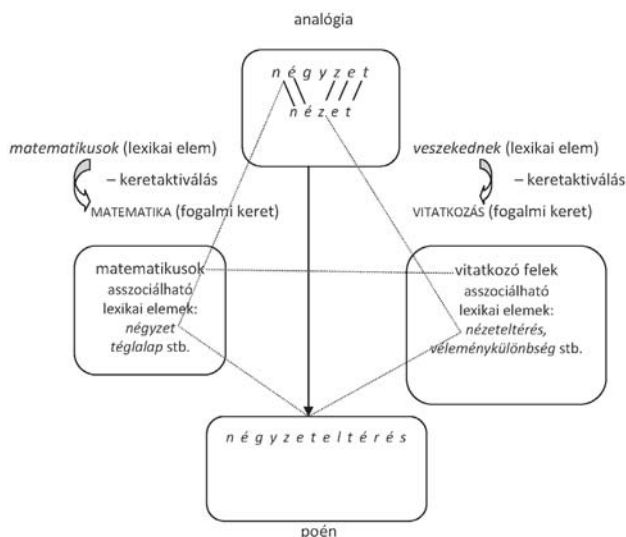 analógia
n é g y z e t
n é z e t
matematikusok (lexikai elem)
– keretaktiválás
MATEMATIKA (fogalmi keret)
veszekednek (lexikai elem)
– keretaktiválás
VITATKOZÁS (fogalmi keret)
matematikusok
asszociálható
lexikai elemek:
négyzet
téglalap stb.
vitatkozó felek
asszociálható
lexikai elemek:
nézeteltérés,
véleménykülönbség stb.
n é g y z e t e l t é r é s
poén